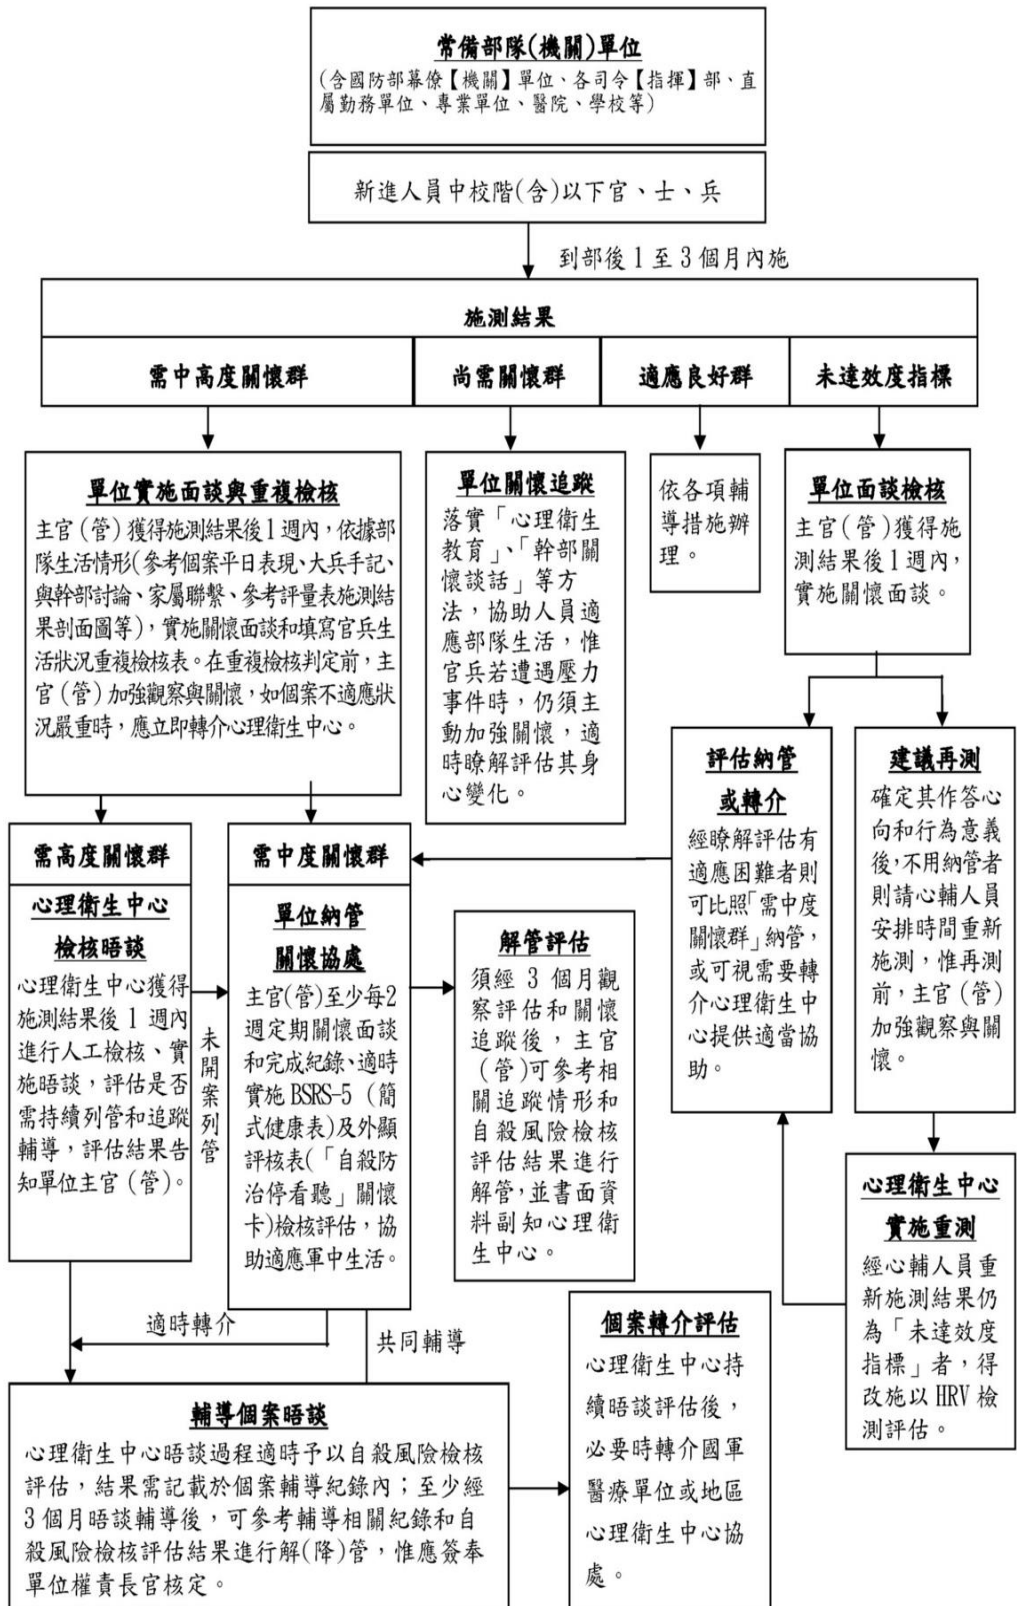 常備部隊(機關)單位
(含國防部幕僚【機關】單位、各司令【指揮】部、直
屬勤務單位、專業單位、醫院、學校等)
新進人員中校階(含)以下官、士、兵
到部後 1 至 3 個月內施
施測結果
需中高度關懷群
尚需關懷群
適應良好群
未達效度指標
單位實施面談與重複檢核
主官(管)獲得施測結果後1週內，依據部
隊生活情形(參考個案平日表現、大兵手記、
與幹部討論、家屬聯繫、參考評量表施測結
果剖面圖等)，實施關懷面談和填寫官兵生
活狀況重複檢核表。在重複檢核判定前，主
官(管)加強觀察與關懷，如個案不適應狀
況嚴重時，應立即轉介心理衛生中心。
單位關懷追蹤
落實「心理衛生
教育」、「幹部關
懷談話」等方
法，協助人員適
應部隊生活，惟
官兵若遭遇壓力
事件時，仍須主
動加強關懷，適
時瞭解評估其身
心變化。
依各項輔
導措施辦
理。
單位面談檢核
主官(管)獲得施
測結果後1週內，
實施關懷面談。
評估納管
或轉介
經瞭解評估有
適應困難者則
可比照「需中度
關懷群」納管，
或可視需要轉
介心理衛生中
心提供適當協
助。
建議再測
確定其作答心
向和行為意義
後，不用納管者
則請心輔人員
安排時間重新
施測，惟再測
前，主官(管)
加強觀察與關
懷。
需高度關懷群
心理衛生中心
檢核晤談
心理衛生中心獲得
施測結果後 1 週內
進行人工檢核、實
施晤談，評估是否
需持續列管和追蹤
輔導，評估結果告
知單位主官(管)。
未開案列管
需中度關懷群
單位納管
關懷協處
主官(管)至少每2
週定期關懷面談
和完成紀錄、適時
實施 BSRS-5 (簡
式健康表)及外顯
評核表(「自殺防
治停看聽」關懷
卡)檢核評估，協
助適應軍中生活。
解管評估
須經 3 個月觀
察評估和關懷
追蹤後，主官
(管)可參考相
關追蹤情形和
自殺風險檢核
評估結果進行
解管，並書面資
料副知心理衛
生中心。
心理衛生中心
實施重測
經心輔人員重
新施測結果仍
為「未達效度
指標」者，得
改施以 HRV 檢
測評估。
適時轉介
共同輔導
輔導個案晤談
心理衛生中心晤談過程適時予以自殺風險檢核
評估，結果需記載於個案輔導紀錄內；至少經
3 個月晤談輔導後，可參考輔導相關紀錄和自
殺風險檢核評估結果進行解(降)管，惟應簽奉
單位權責長官核定。
個案轉介評估
心理衛生中心持
續晤談評估後，
必要時轉介國軍
醫療單位或地區
心理衛生中心協
處。